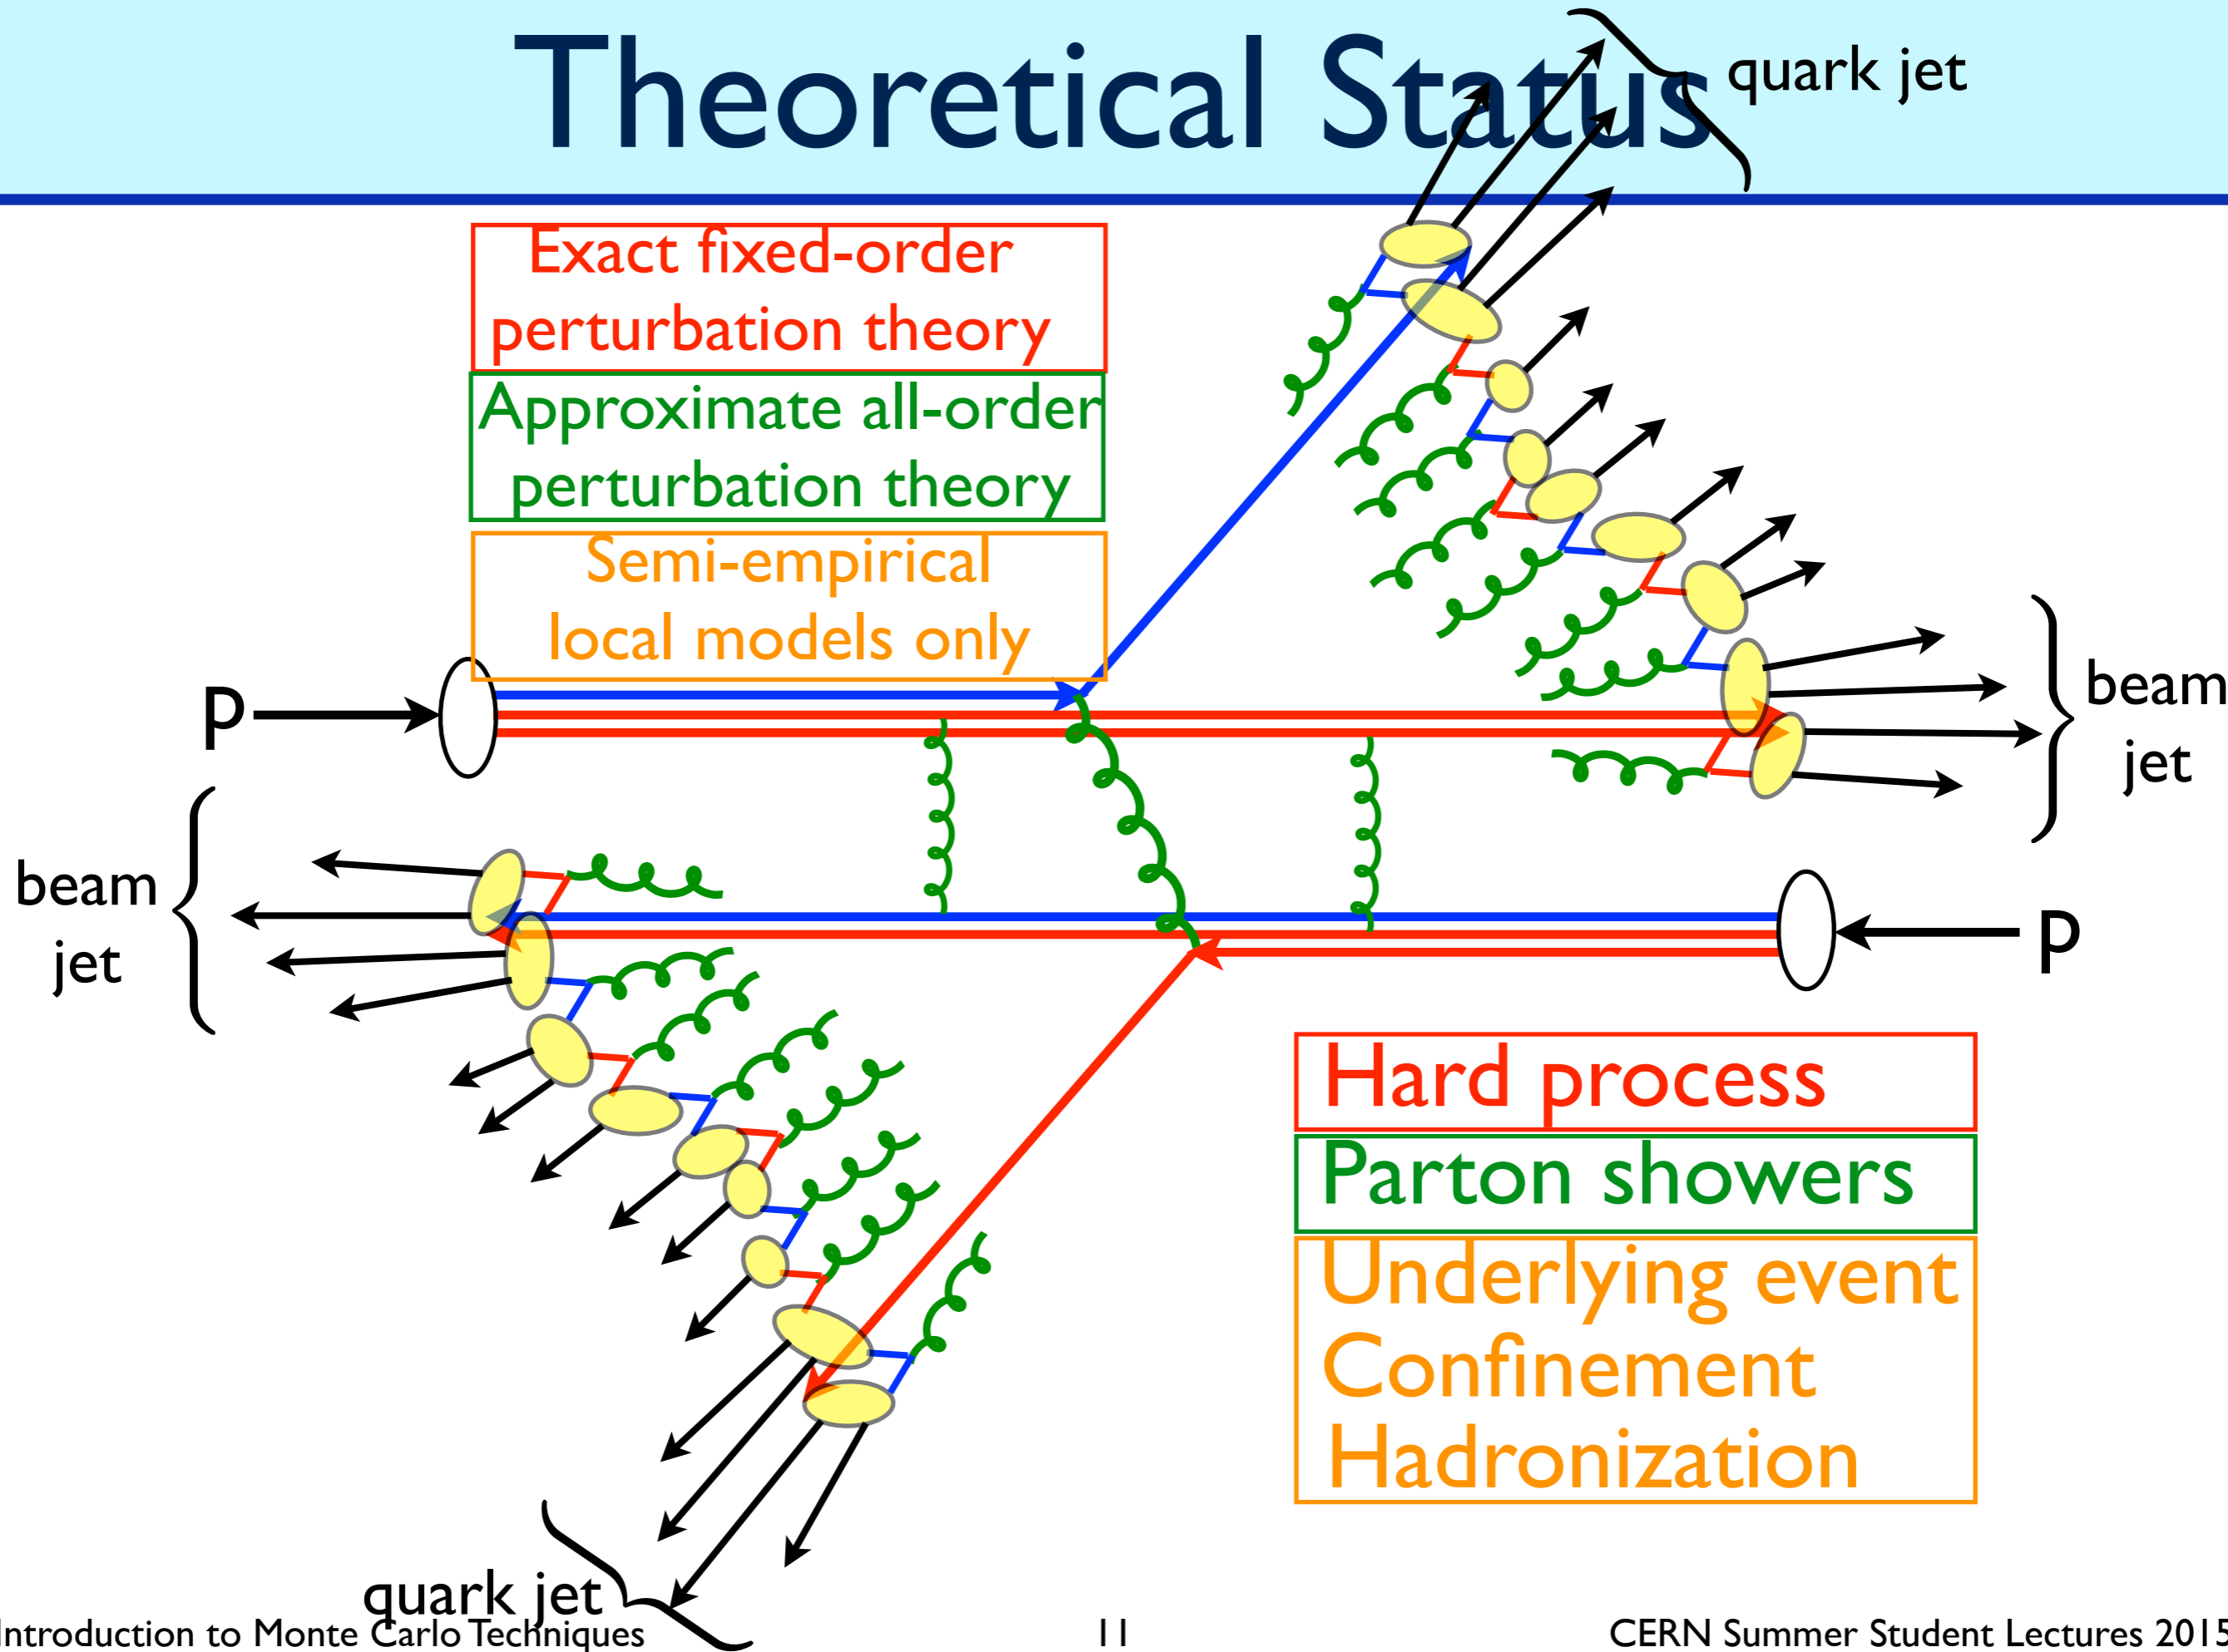 Theoretical Status
quark jet
Exact fixed-order
perturbation theory
Approximate all-order
perturbation theory
Semi-empirical
local models only
p
beam
jet
beam
jet
p
Hard process
Parton showers
Underlying event
Confinement
Hadronization
quark jet
Introduction to Monte Carlo Techniques
11
CERN Summer Student Lectures 2015